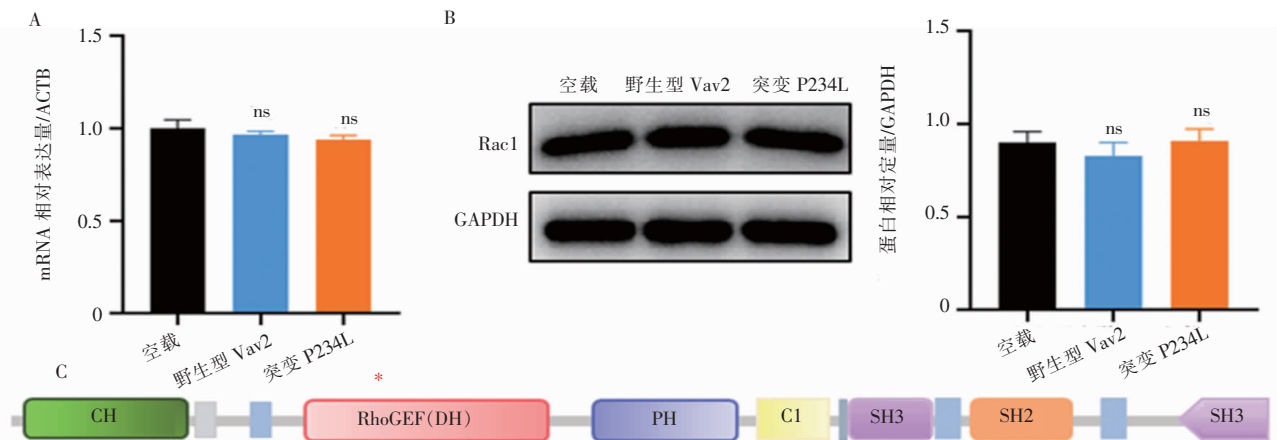 A
mRNA 相对表达量/ACTB
1.5
1.0
0.5
0
ns
ns
空载
野生型 Vav2
突变 P234L
B
空载 野生型 Vav2 突变 P234L
Rac1
GAPDH
蛋白相对定量/GAPDH
1.5
1.0
0.5
0
ns
ns
空载
野生型 Vav2
突变 P234L
C
*
CH RhoGEF(DH) PH C1 SH3 SH2 SH3